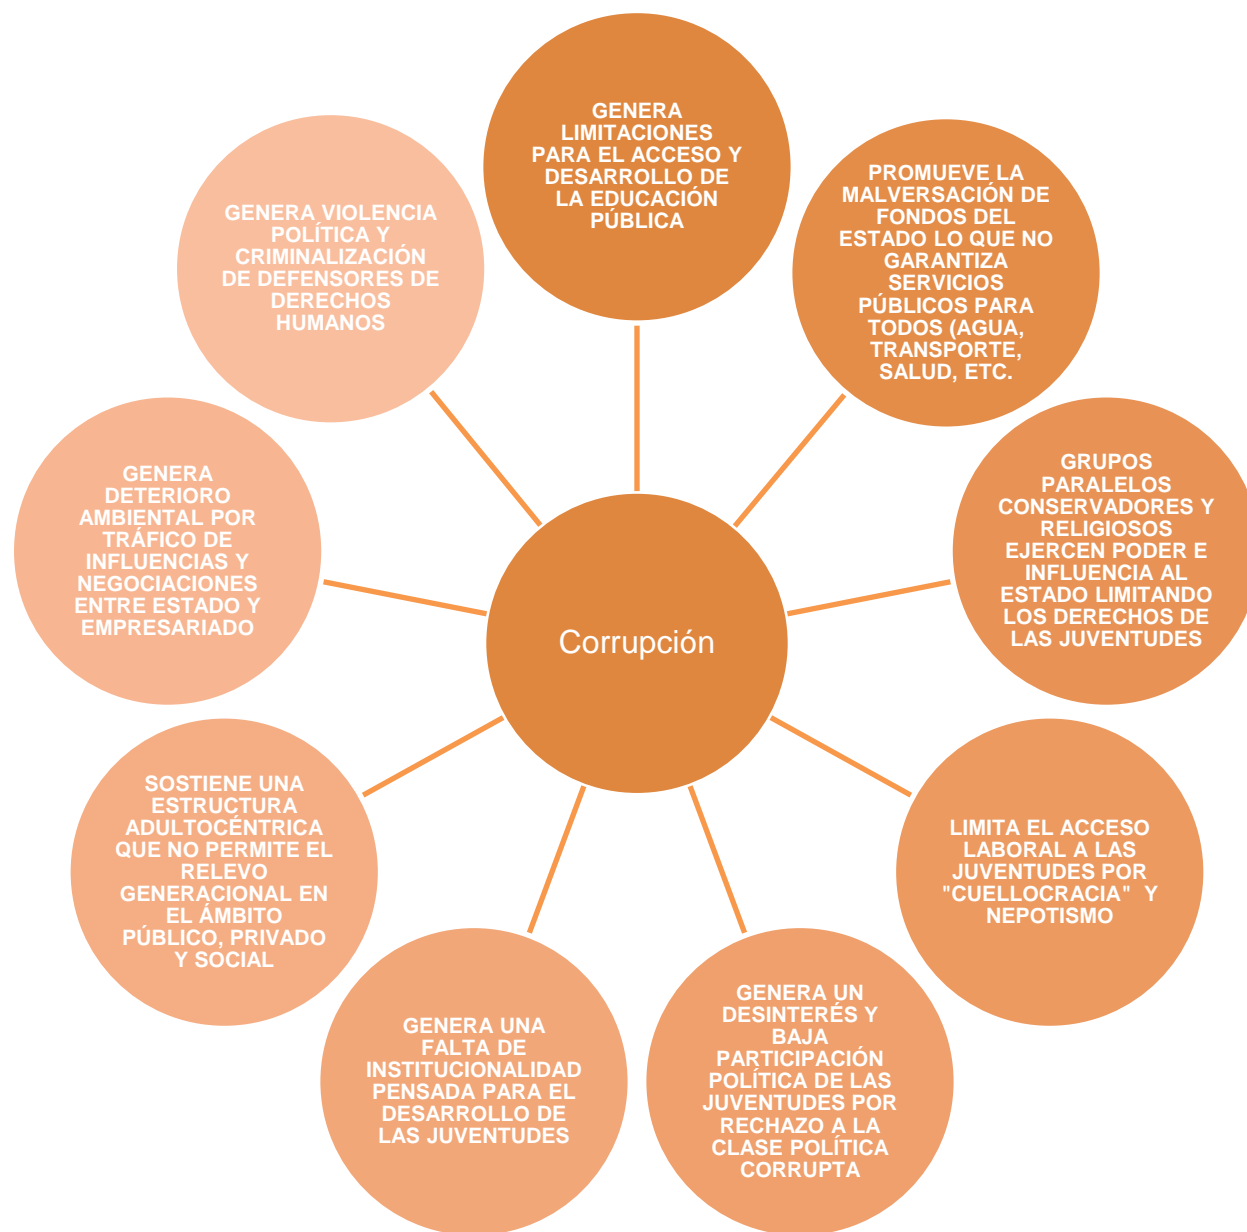 GENERA
LIMITACIONES
PARA EL ACCESO Y
DESARROLLO DE
LA EDUCACIÓN
PÚBLICA
PROMUEVE LA
MALVERSACIÓN DE
FONDOS DEL
ESTADO LO QUE NO
GARANTIZA
SERVICIOS
PÚBLICOS PARA
TODOS (AGUA,
TRANSPORTE,
SALUD, ETC.
GRUPOS
PARALELOS
CONSERVADORES Y
RELIGIOSOS
EJERCEN PODER E
INFLUENCIA AL
ESTADO LIMITANDO
LOS DERECHOS DE
LAS JUVENTUDES
LIMITA EL ACCESO
LABORAL A LAS
JUVENTUDES POR
"CUELLOCRACIA"  Y
NEPOTISMO
GENERA UN
DESINTERÉS Y
BAJA
PARTICIPACIÓN
POLÍTICA DE LAS
JUVENTUDES POR
RECHAZO A LA
CLASE POLÍTICA
CORRUPTA
GENERA UNA
FALTA DE
INSTITUCIONALIDAD
PENSADA PARA EL
DESARROLLO DE
LAS JUVENTUDES
SOSTIENE UNA
ESTRUCTURA
ADULTOCÉNTRICA
QUE NO PERMITE EL
RELEVO
GENERACIONAL EN
EL ÁMBITO
PÚBLICO, PRIVADO
Y SOCIAL
GENERA
DETERIORO
AMBIENTAL POR
TRÁFICO DE
INFLUENCIAS Y
NEGOCIACIONES
ENTRE ESTADO Y
EMPRESARIADO
GENERA VIOLENCIA
POLÍTICA Y
CRIMINALIZACIÓN
DE DEFENSORES DE
DERECHOS
HUMANOS
Corrupción